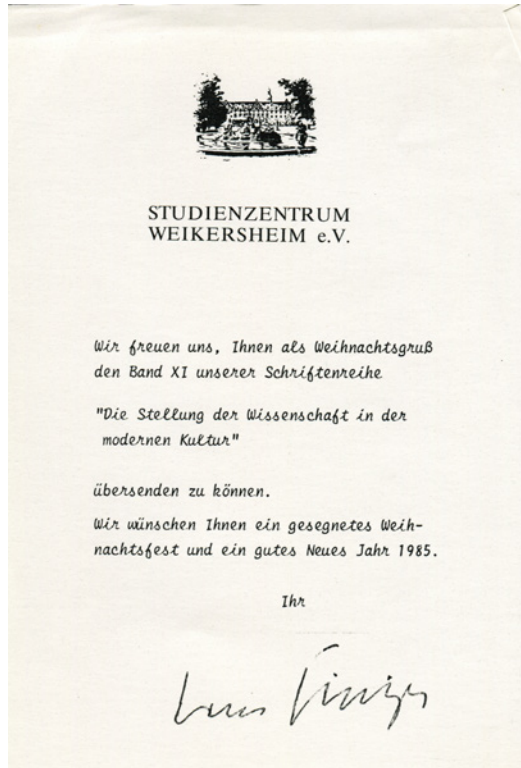 STUDIENZENTRUM
WEIKERSHEIM e.V.
Wir freuen uns, Ihnen als Weihnachtsgruß
den Band XI unserer Schriftenreihe
"Die Stellung der Wissenschaft in der
modernen Kultur"
übersenden zu können.
Wir wünschen Ihnen ein gesegnetes Weih-
nachtsfest und ein gutes Neues Jahr 1985.
Ihr